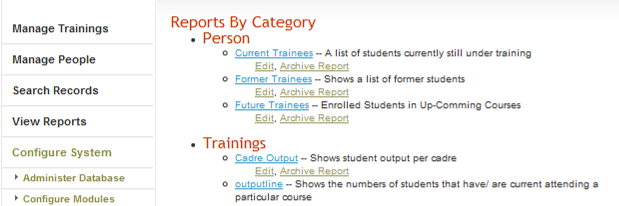 Manage Trainings
Manage People
Search Records
View Reports
Configure System
Administer Database
Configure Modules
Reports By Category
Person
Current Trainees -- A list of students currently still under training
Edit, Archive Report
Former Trainees -- Shows a list of former students
Edit, Archive Report
Future Trainees -- Enrolled Students in Up-Comming Courses
Edit, Archive Report
Trainings
Cadre Output -- Shows student output per cadre
Edit, Archive Report
outputline -- Shows the numbers of students that have/ are current attending a
particular course